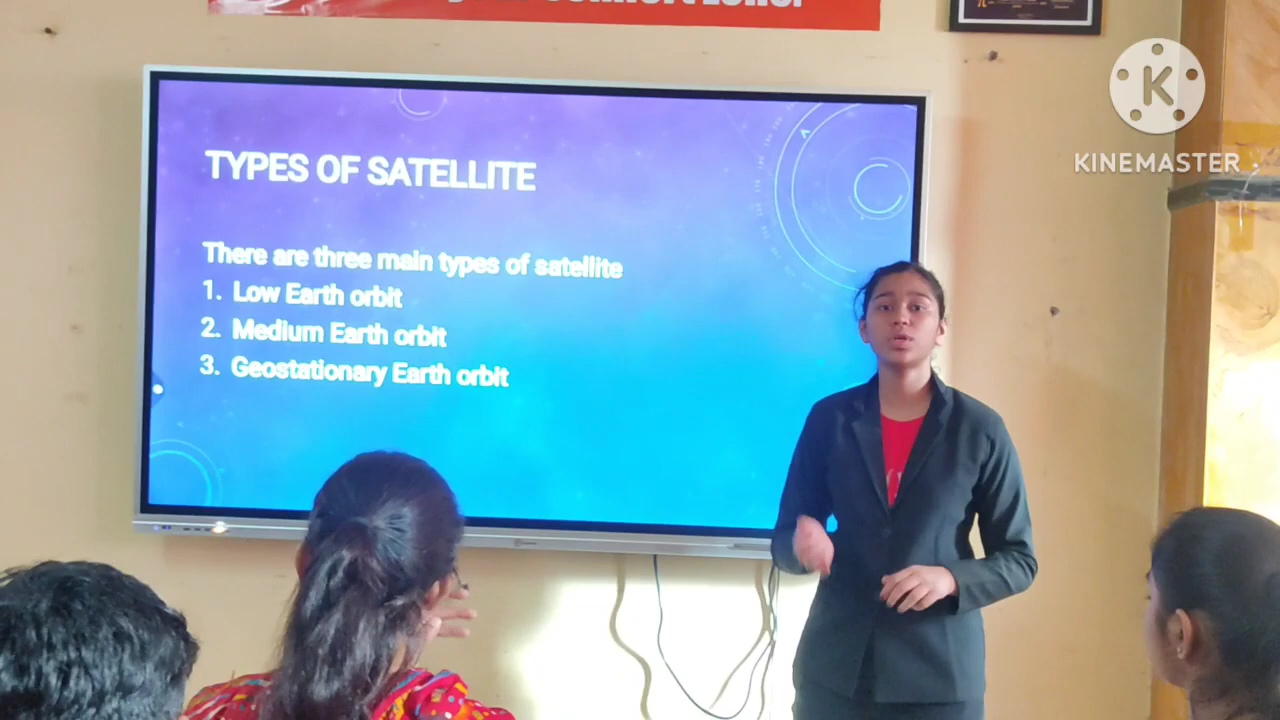 KINEMASTER
TYPES OF SATELLITE
There are three main types of satellite
1. Low Earth orbit
2. Medium Earth orbit
3. Geostationary Earth orbit